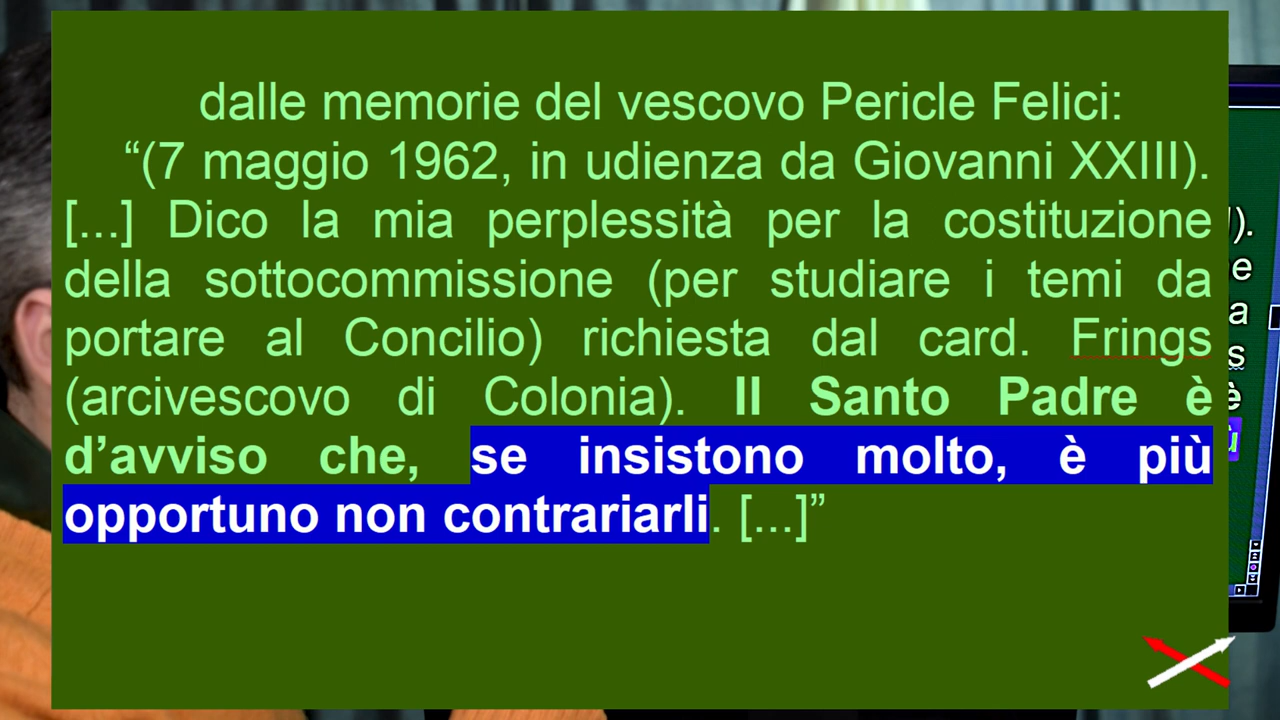 dalle memorie del vescovo Pericle Felici:
“(7 maggio 1962, in udienza da Giovanni XXIII).
[...] Dico la mia perplessità per la costituzione
della sottocommissione (per studiare i temi da
portare al Concilio) richiesta dal card. Frings
(arcivescovo di Colonia). Il Santo Padre è
d’avviso che, se insistono molto, è più
opportuno non contrariarli. [...]”